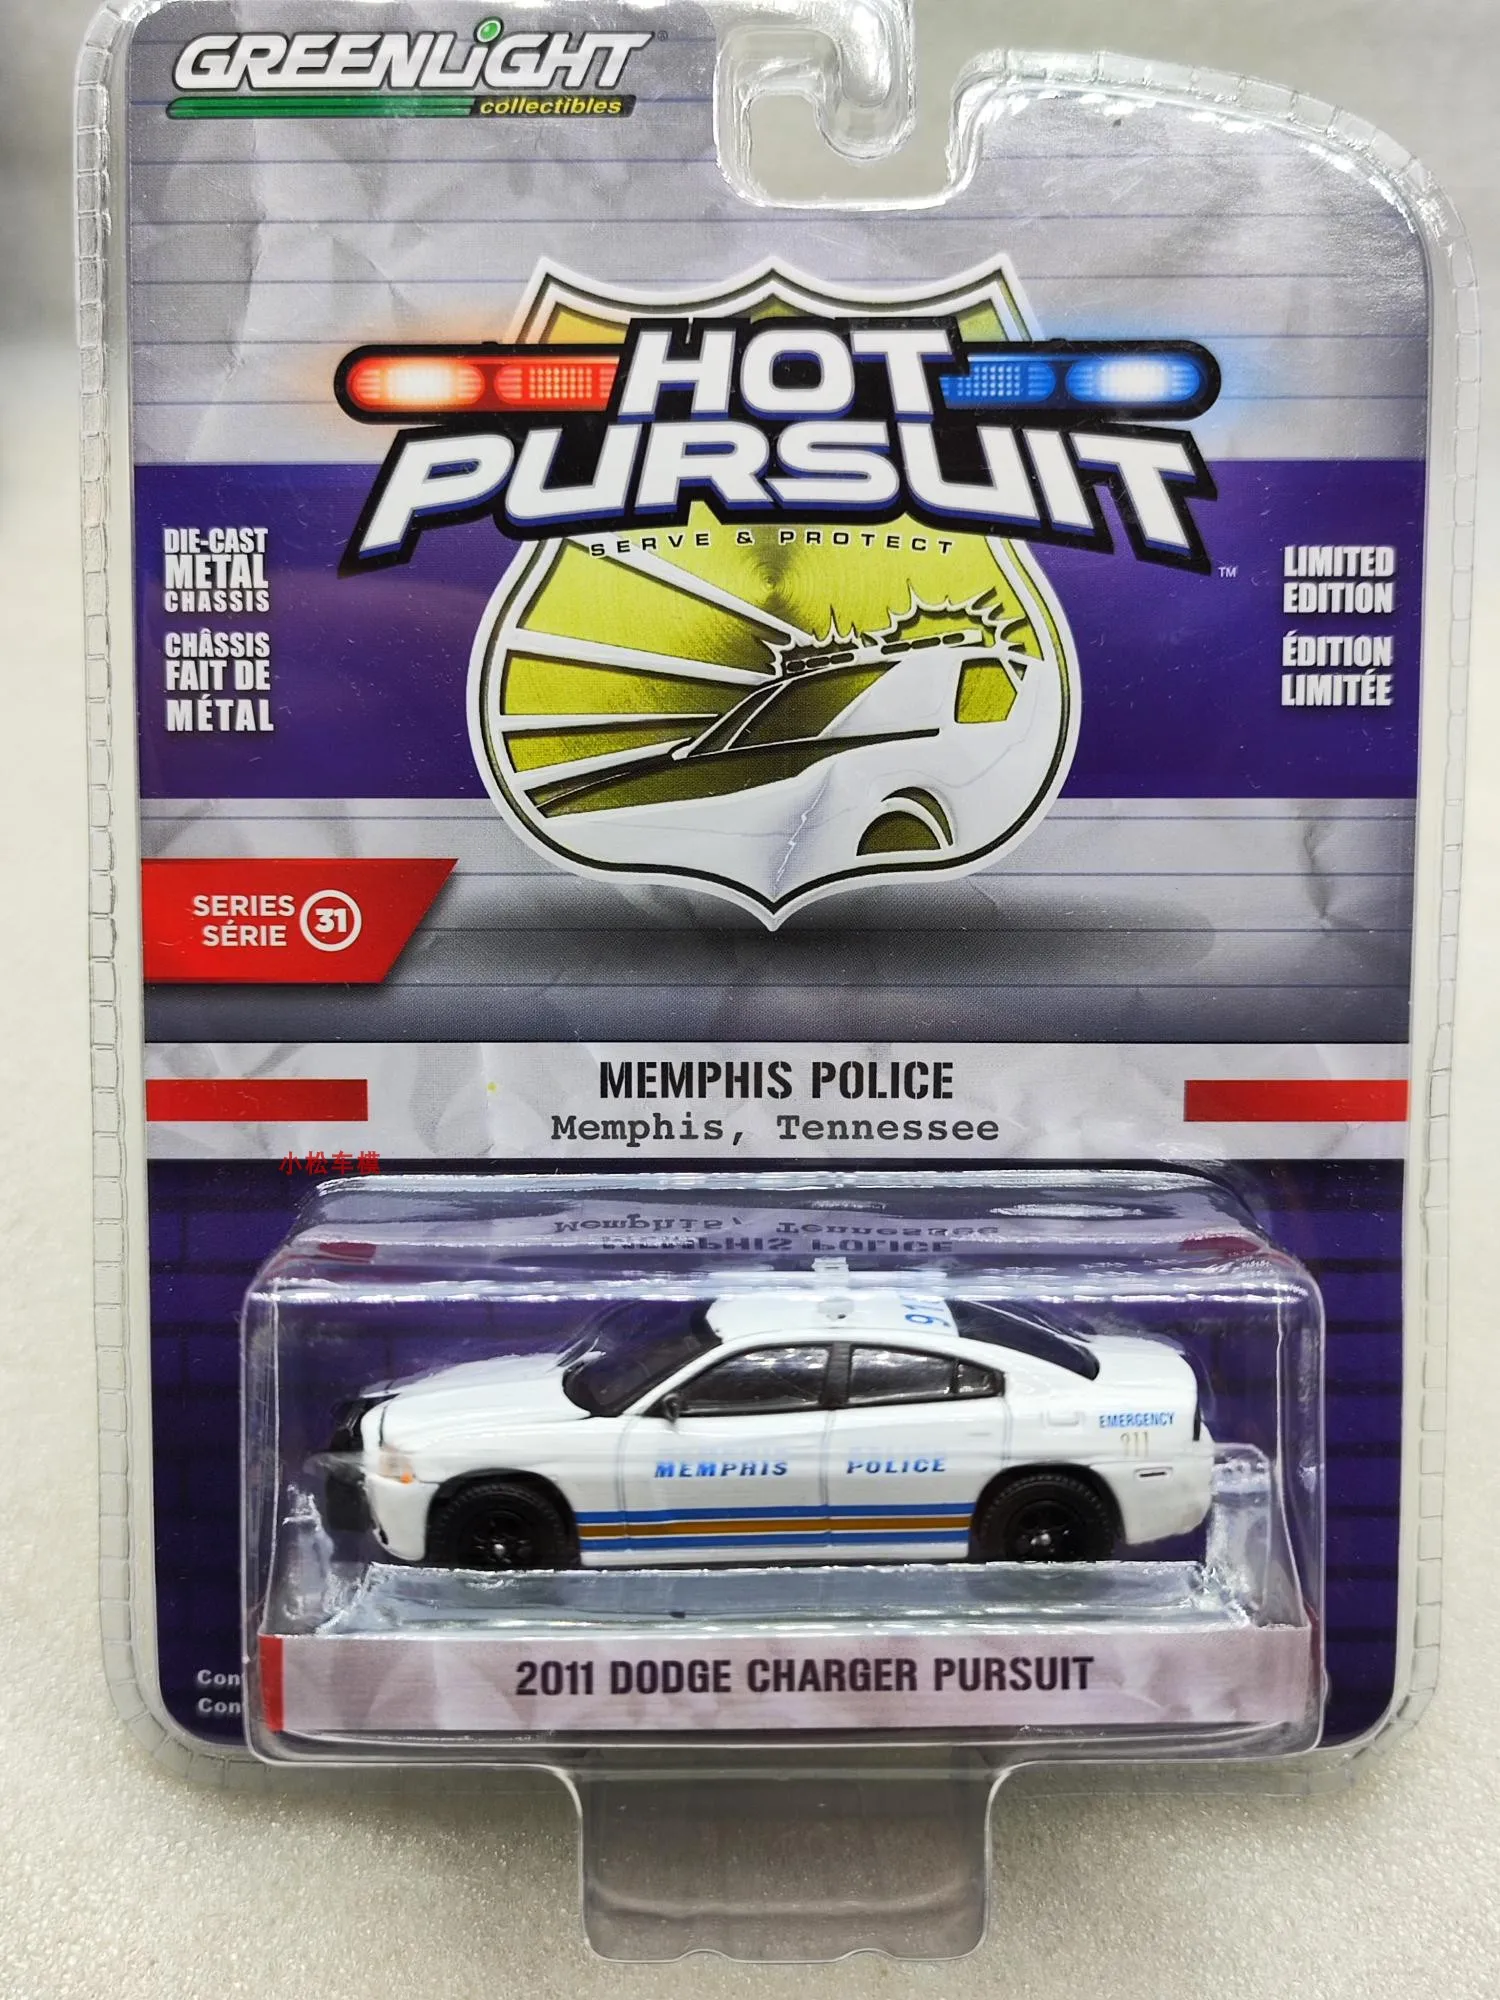 GREENLiGHT
collectibles
HOT
PURSUIT
TM
SERVE & PROTECT
DIE-CAST
METAL
CHASSIS
CHÂSSIS
FAIT DE
MÉTAL
LIMITED
EDITION
ÉDITION
LIMITÉE
SERIES
SÉRIE
31
MEMPHIS POLICE
Memphis, Tennessee
小松车模
EMERGENCY
911
MEMPHIS POLICE
2011 DODGE CHARGER PURSUIT